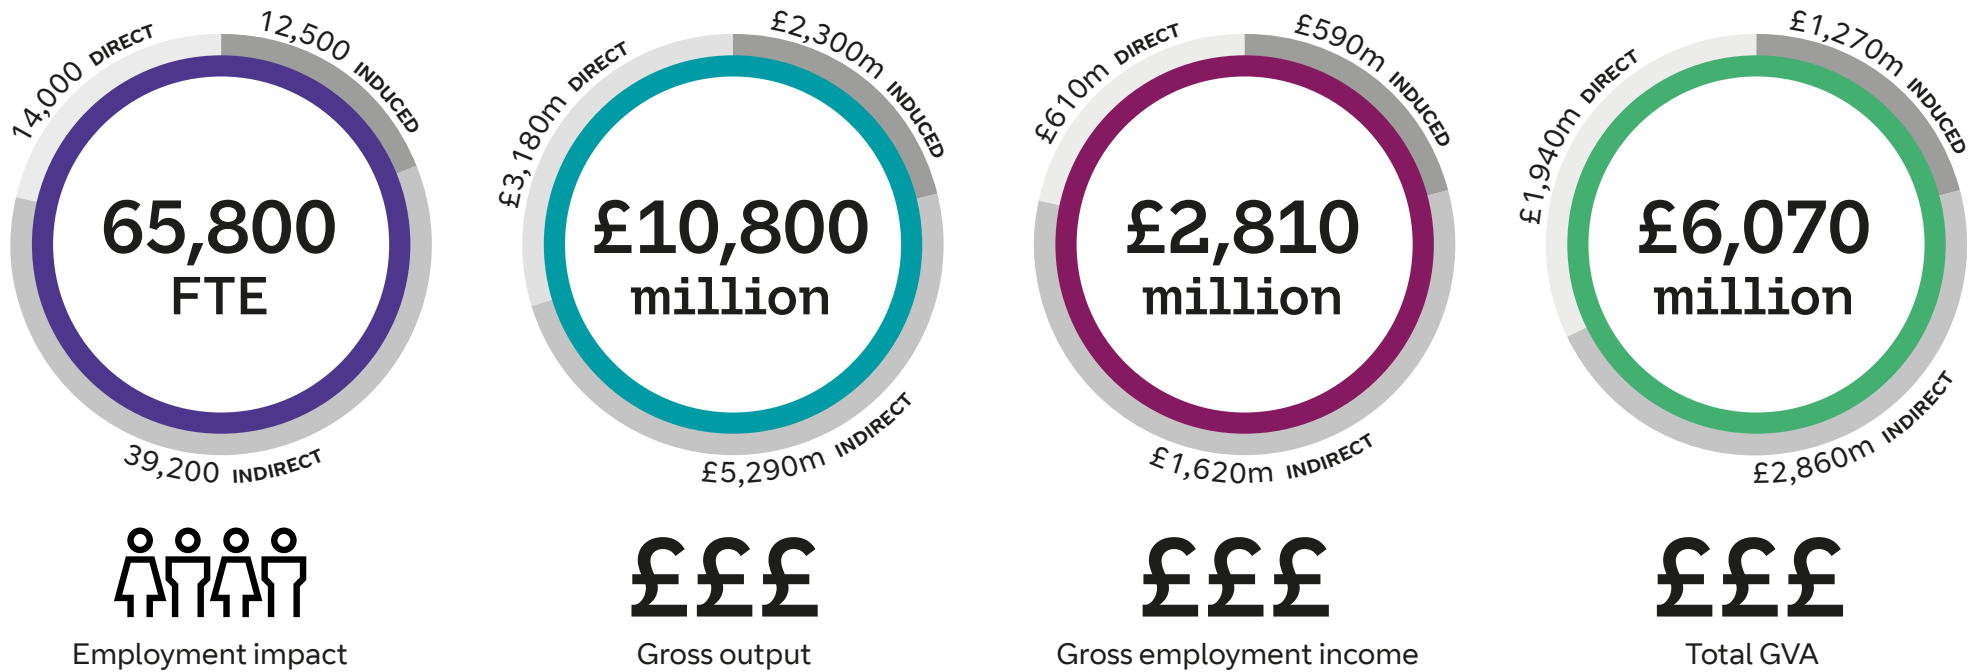 14,000 DIRECT
12,500 INDUCED
65,800
FTE
39,200 INDIRECT
Employment impact
£3,180m DIRECT
£2,300m INDUCED
£10,800
million
£5,290m INDIRECT
£££
Gross output
£610m DIRECT
£590m INDUCED
£2,810
million
£1,620m INDIRECT
£££
Gross employment income
£1,940m DIRECT
£1,270m INDUCED
£6,070
million
£2,860m INDIRECT
£££
Total GVA